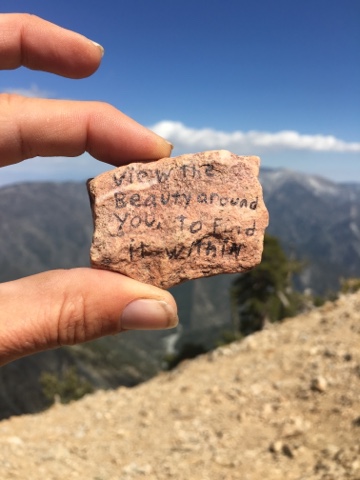 view the
Beauty around
You, To Find
it within